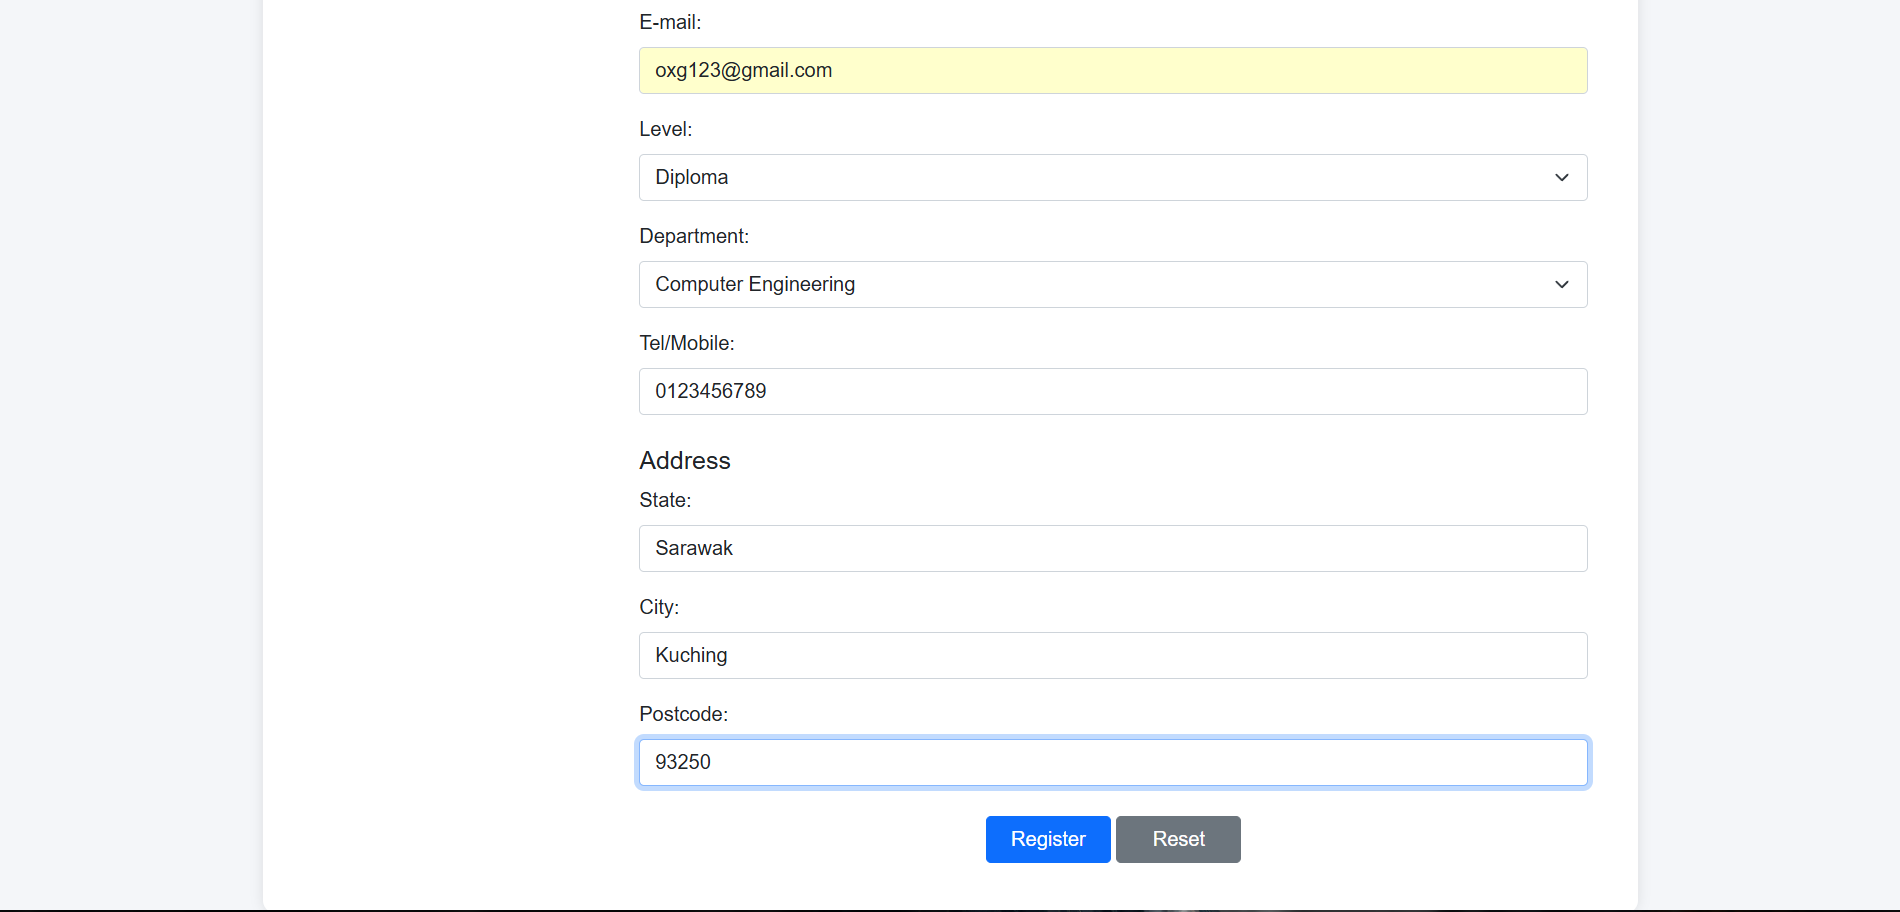 E-mail:
oxg123@gmail.com
Level:
Diploma
Department:
Computer Engineering
Tel/Mobile:
0123456789
Address
State:
Sarawak
City:
Kuching
Postcode:
93250
Register Reset